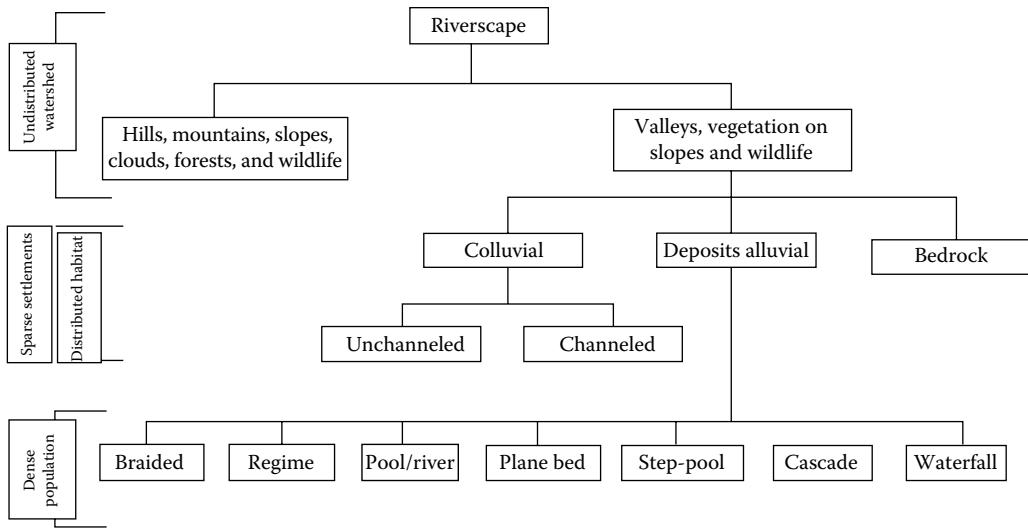 Riverscape
Undistributed
watershed
Hills, mountains, slopes,
clouds, forests, and wildlife
Valleys, vegetation on
slopes and wildlife
Sparse settlements
Distributed habitat
Colluvial
Deposits alluvial
Bedrock
Unchanneled
Channeled
Dense
population
Braided
Regime
Pool/river
Plane bed
Step-pool
Cascade
Waterfall